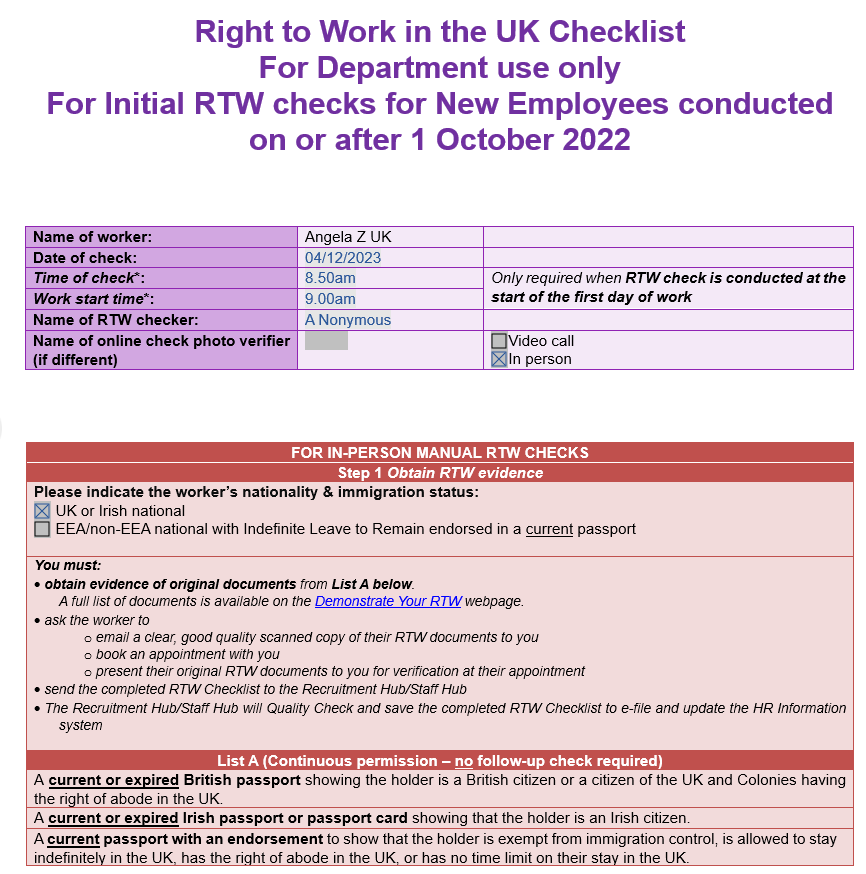 Right to Work in the UK Checklist
For Department use only
For Initial RTW checks for New Employees conducted
on or after 1 October 2022
Name of worker: Angela Z UK
Date of check: 04/12/2023
Time of check*: 8.50am
Work start time*: 9.00am
Only required when RTW check is conducted at the
start of the first day of work
Name of RTW checker: A Nonymous
Name of online check photo verifier
(if different)
Video call
In person
FOR IN-PERSON MANUAL RTW CHECKS
Step 1 Obtain RTW evidence
Please indicate the worker's nationality & immigration status:
UK or Irish national
EEA/non-EEA national with Indefinite Leave to Remain endorsed in a current passport
You must:
• obtain evidence of original documents from List A below.
A full list of documents is available on the Demonstrate Your RTW webpage.
• ask the worker to
o email a clear, good quality scanned copy of their RTW documents to you
o book an appointment with you
o present their original RTW documents to you for verification at their appointment
• send the completed RTW Checklist to the Recruitment Hub/Staff Hub
• The Recruitment Hub/Staff Hub will Quality Check and save the completed RTW Checklist to e-file and update the HR Information
system
List A (Continuous permission – no follow-up check required)
A current or expired British passport showing the holder is a British citizen or a citizen of the UK and Colonies having
the right of abode in the UK.
A current or expired Irish passport or passport card showing that the holder is an Irish citizen.
A current passport with an endorsement to show that the holder is exempt from immigration control, is allowed to stay
indefinitely in the UK, has the right of abode in the UK, or has no time limit on their stay in the UK.